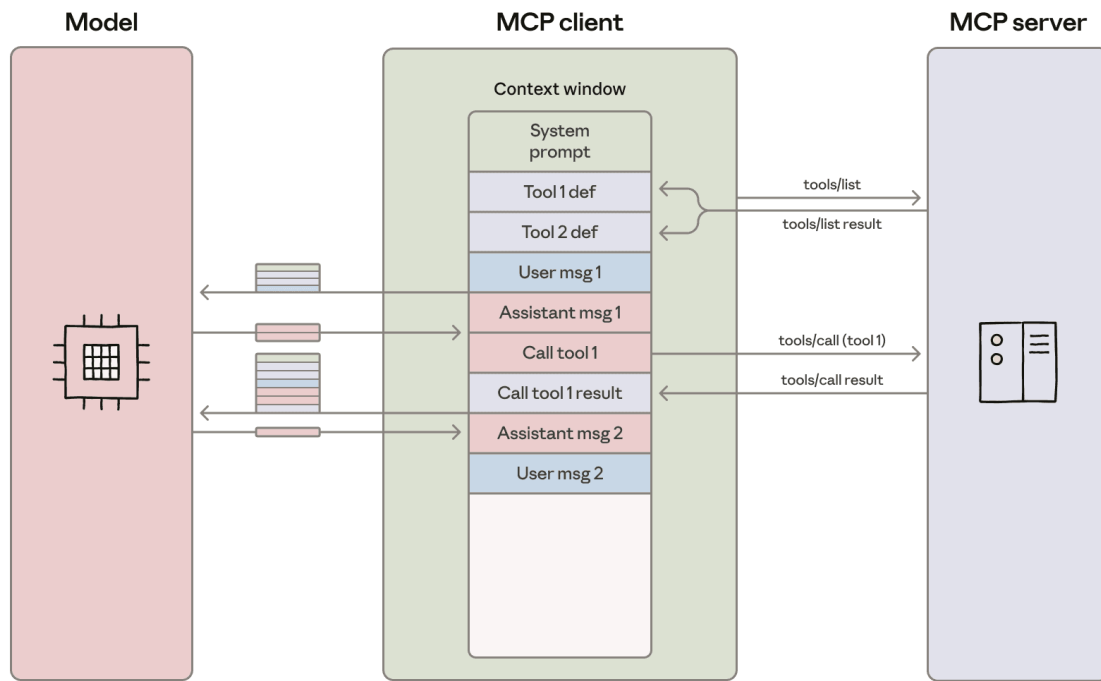 Model
MCP client
MCP server
Context window
System
prompt
Tool 1 def
Tool 2 def
User msg 1
Assistant msg 1
Call tool 1
Call tool 1 result
Assistant msg 2
User msg 2
tools/list
tools/list result
tools/call (tool 1)
tools/call result